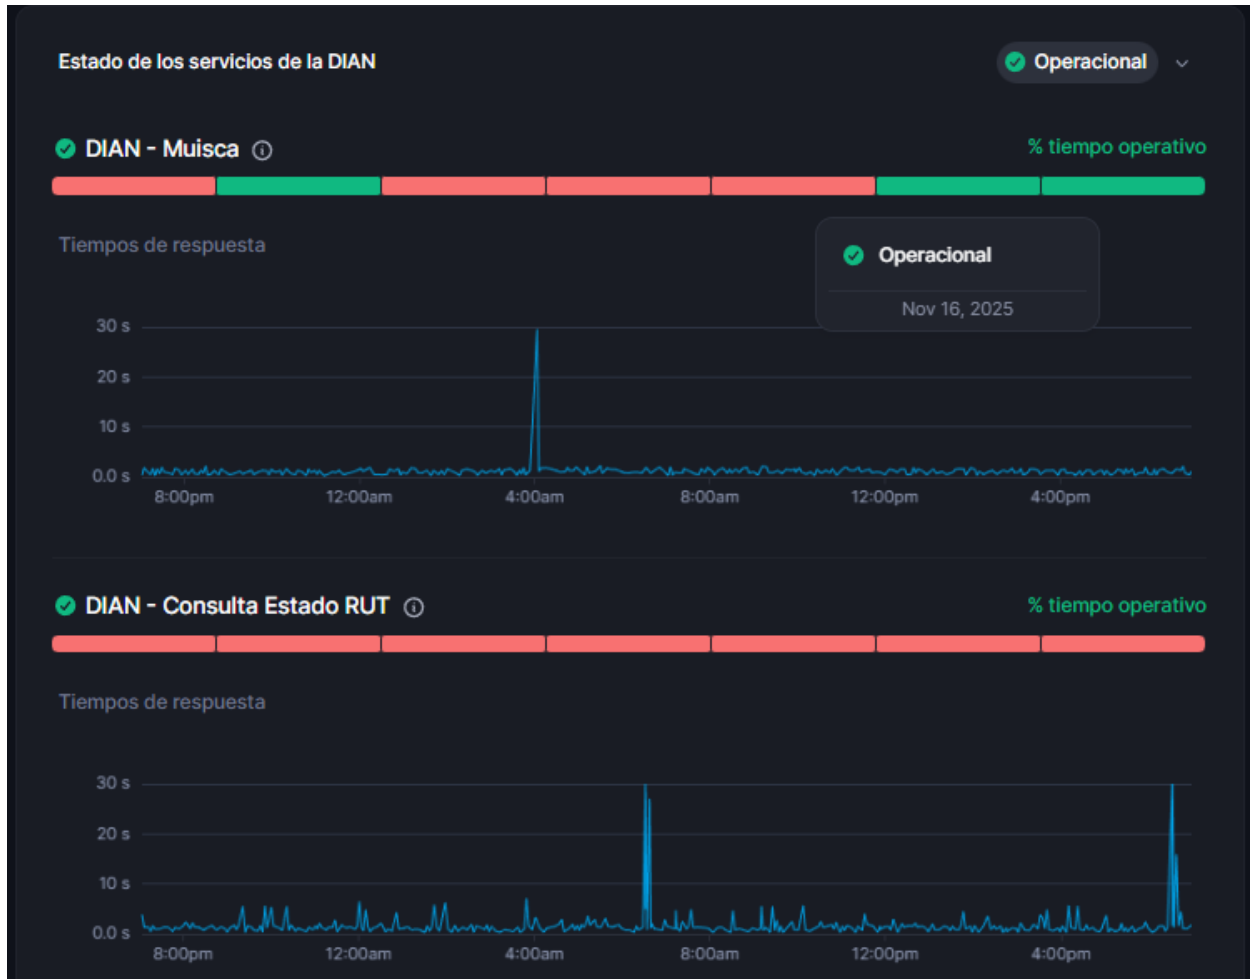 Estado de los servicios de la DIAN
Operacional
DIAN - Muisca
% tiempo operativo
Tiempos de respuesta
Operacional
Nov 16, 2025
30 s
20 s
10 s
0.0 s
8:00pm 12:00am 4:00am 8:00am 12:00pm 4:00pm
DIAN - Consulta Estado RUT
% tiempo operativo
Tiempos de respuesta
30 s
20 s
10 s
0.0 s
8:00pm 12:00am 4:00am 8:00am 12:00pm 4:00pm